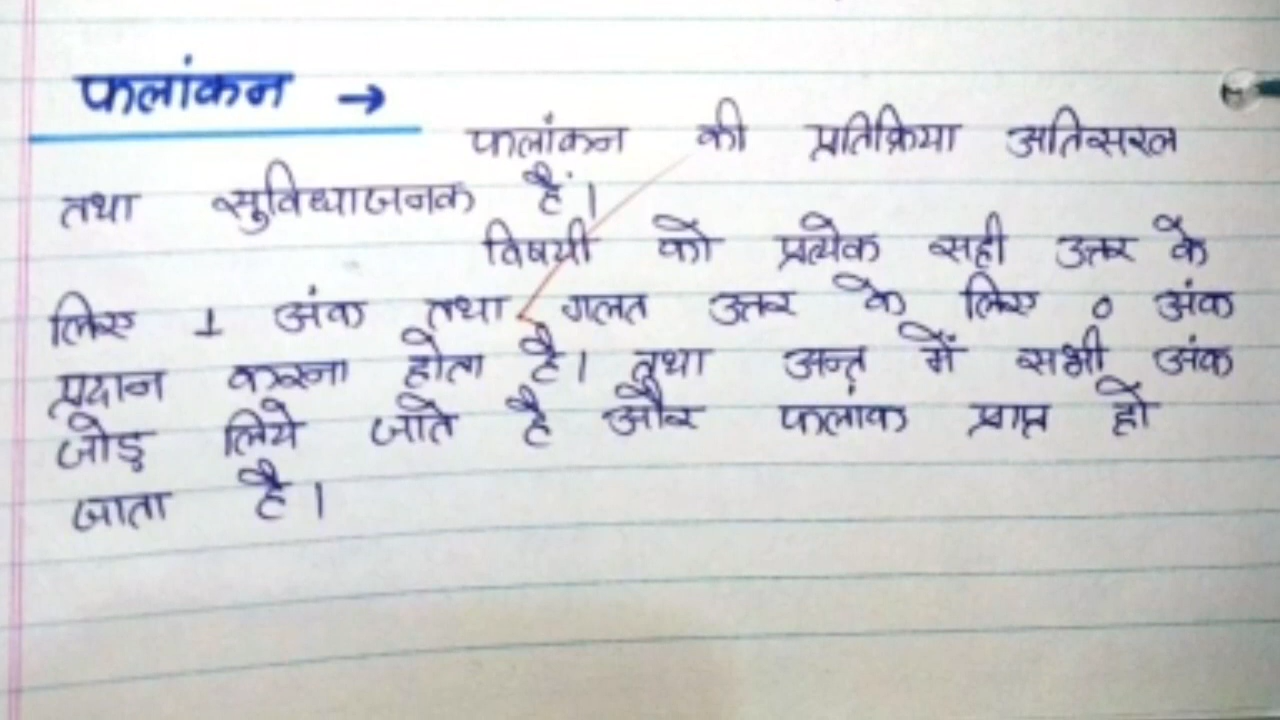 फलांकन →
फलांकन की प्रतिक्रिया अतिसरल
तथा सुविधाजनक हैं।
विषयी को प्रत्येक सही उत्तर के
लिए 1 अंक तथा गलत उत्तर के लिए 0 अंक
प्रदान करना होता है। तथा अन्त में सभी अंक
जोड़ लिये जाते है और फलांक प्राप्त हो
जाता है।